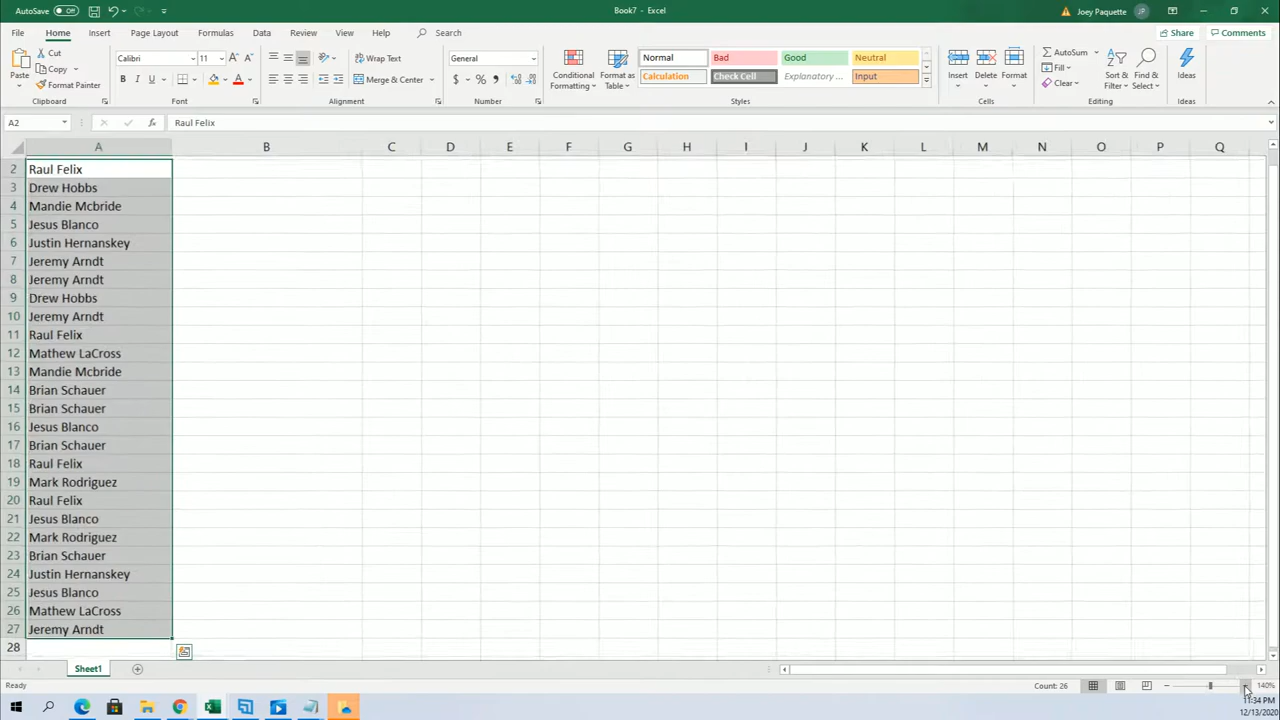 AutoSave Off Book7 - Excel Joey Paquette JP
File Home Insert Page Layout Formulas Data Review View Help Search Share Comments
Paste Cut Copy Format Painter Clipboard
Calibri 11 A A B I U A Font
Wrap Text Merge & Center Alignment
General $ % , Number
Conditional Formatting Format as Table
Normal Bad Good Neutral
Calculation Check Cell Explanatory ... Input
Styles
Insert Delete Format Cells
AutoSum Fill Clear Sort & Filter Find & Select Editing
Ideas Ideas
A2 fx Raul Felix
A B C D E F G H I J K L M N O P Q
2 Raul Felix
3 Drew Hobbs
4 Mandie Mcbride
5 Jesus Blanco
6 Justin Hernanskey
7 Jeremy Arndt
8 Jeremy Arndt
9 Drew Hobbs
10 Jeremy Arndt
11 Raul Felix
12 Mathew LaCross
13 Mandie Mcbride
14 Brian Schauer
15 Brian Schauer
16 Jesus Blanco
17 Brian Schauer
18 Raul Felix
19 Mark Rodriguez
20 Raul Felix
21 Jesus Blanco
22 Mark Rodriguez
23 Brian Schauer
24 Justin Hernanskey
25 Jesus Blanco
26 Mathew LaCross
27 Jeremy Arndt
28
Sheet1
Ready Count: 26 140%
11:34 PM
12/13/2020